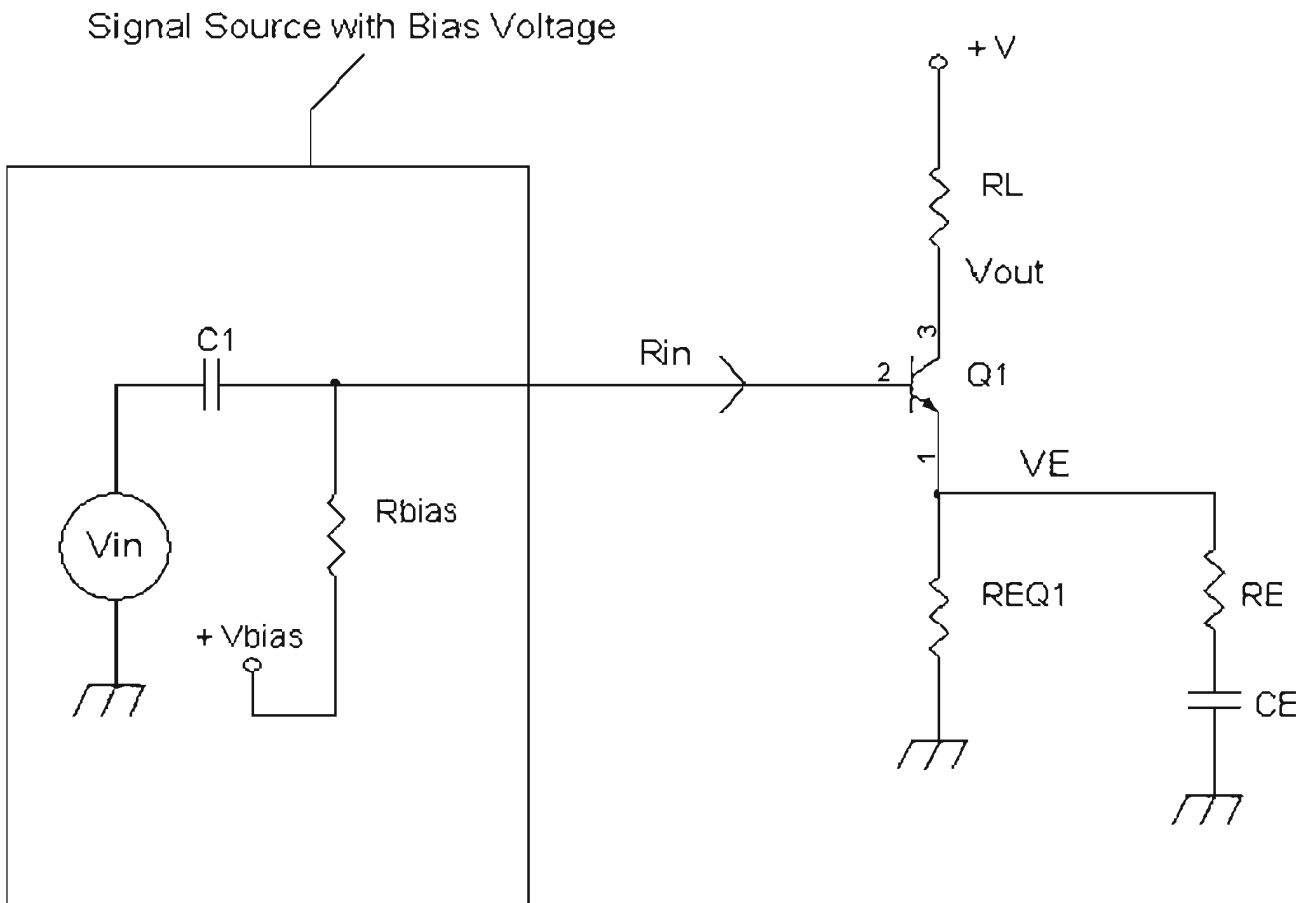 Signal Source with Bias Voltage
+ V
RL
Vout
C1
Rin
3
2
Q1
1
VE
Vin
Rbias
REQ1
RE
+ Vbias
CE